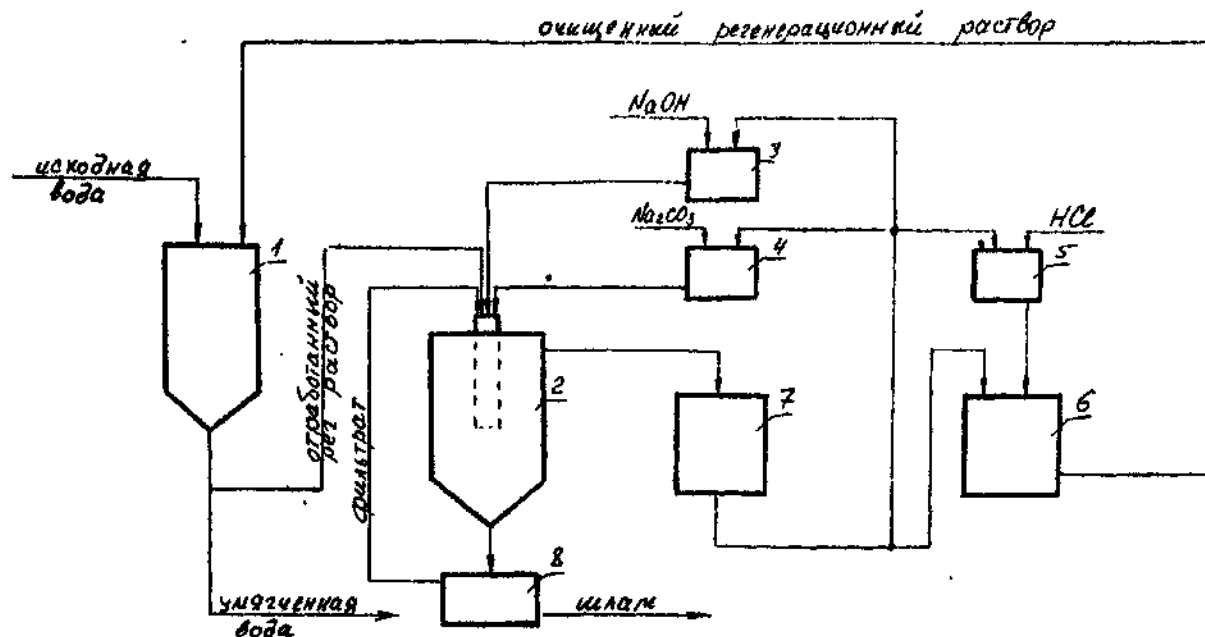 очищенный регенерационный раствор
NaOH
3
исходная
вода
Na2CO3
HCl
1
4
5
отработанный
рег раствор
фильтрат
2
7
6
8
умягченная
вода
шлам